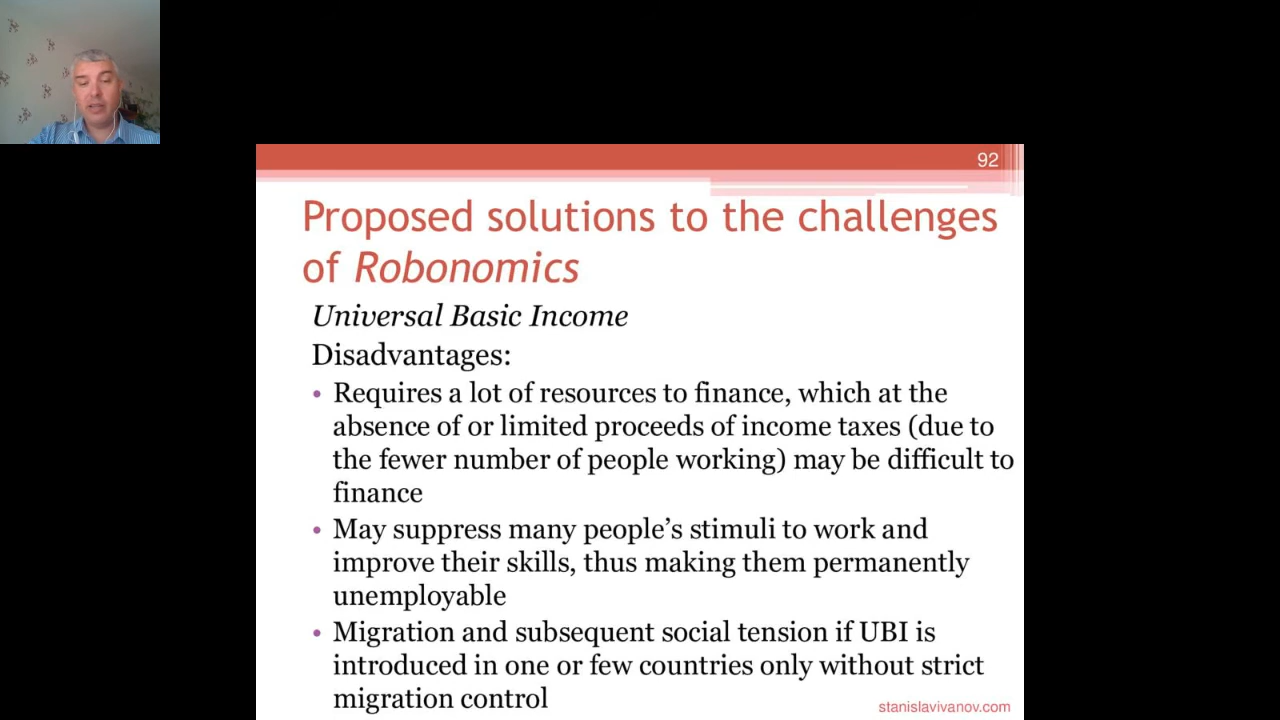 92
Proposed solutions to the challenges
of Robonomics
Universal Basic Income
Disadvantages:
• Requires a lot of resources to finance, which at the
absence of or limited proceeds of income taxes (due to
the fewer number of people working) may be difficult to
finance
• May suppress many people’s stimuli to work and
improve their skills, thus making them permanently
unemployable
• Migration and subsequent social tension if UBI is
introduced in one or few countries only without strict
migration control
stanislavivanov.com